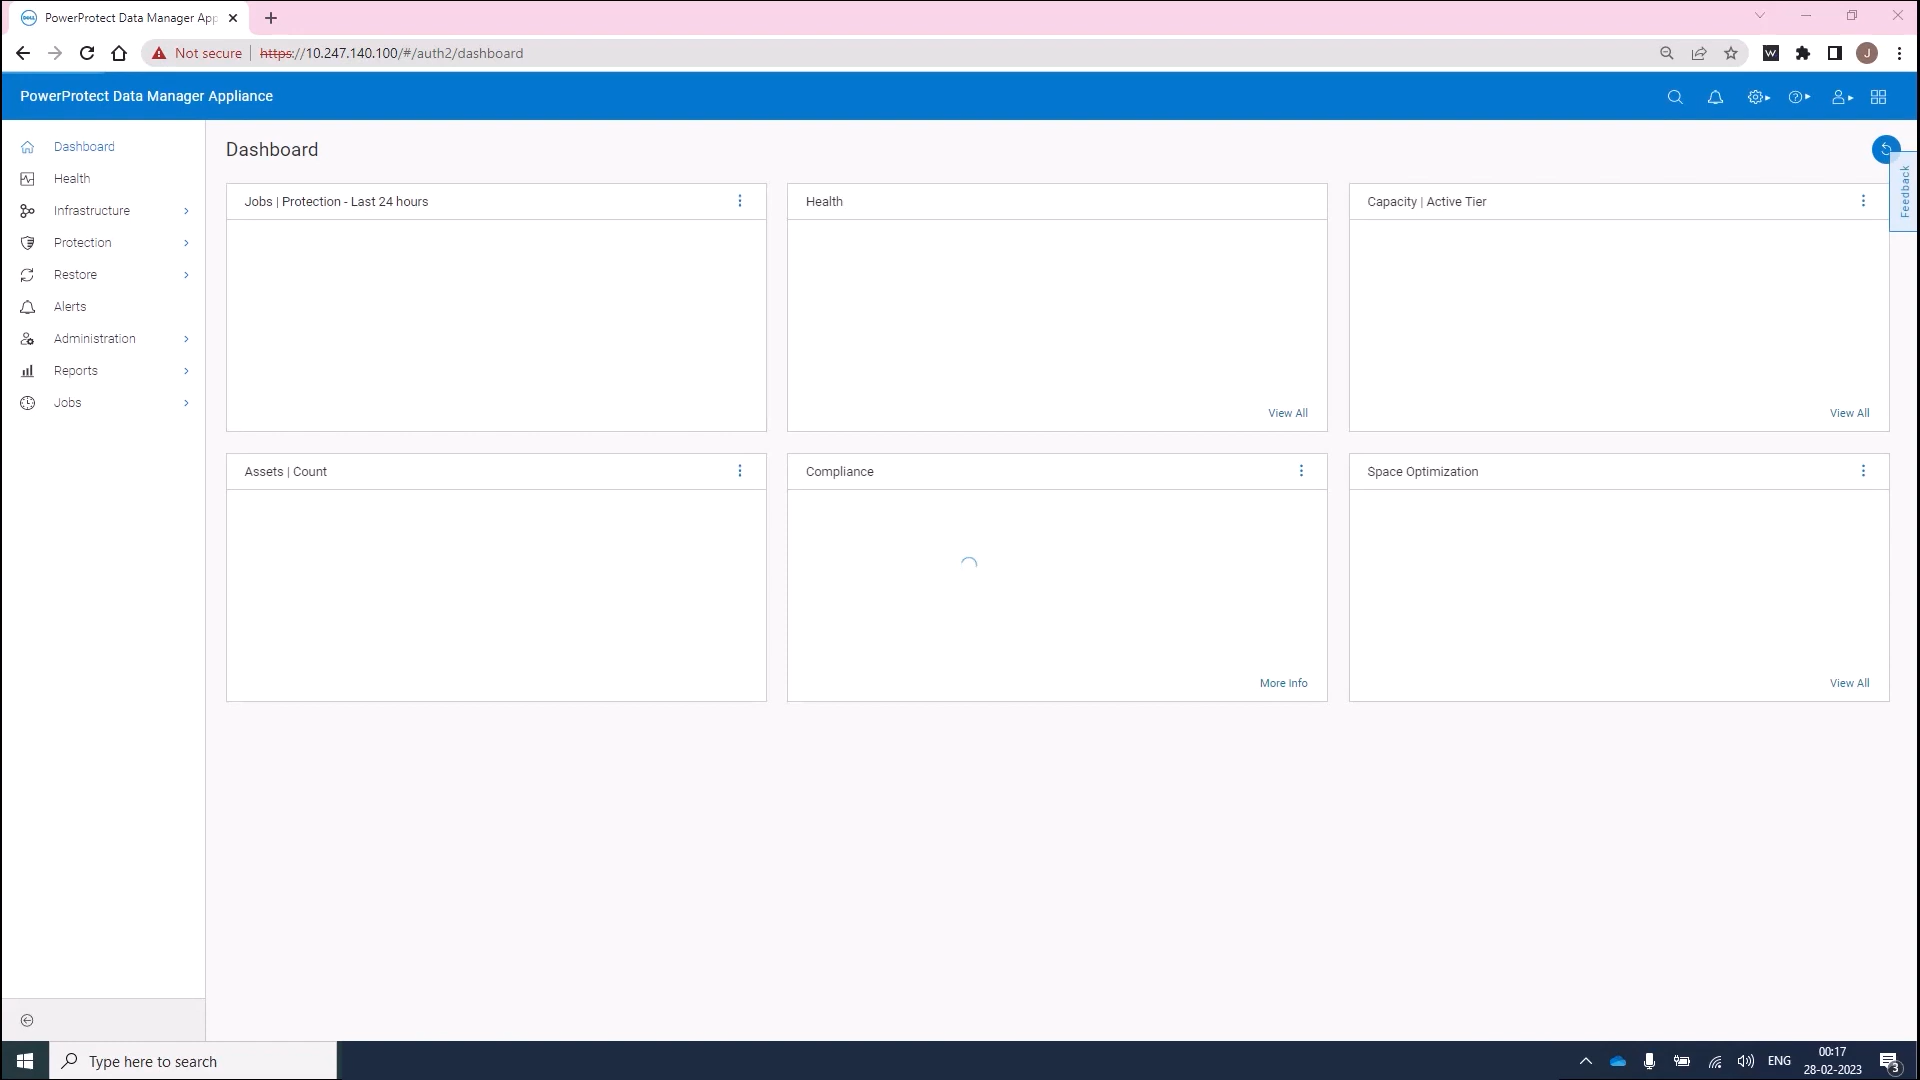 PowerProtect Data Manager App
Not secure https://10.247.140.100/#/auth2/dashboard
J
W
PowerProtect Data Manager Appliance
Dashboard
Health
Infrastructure
Protection
Restore
Alerts
Administration
Reports
Jobs
Dashboard
Feedback
Jobs | Protection - Last 24 hours
Health
View All
Capacity | Active Tier
View All
Assets | Count
Compliance
More Info
Space Optimization
View All
Type here to search
ENG
00:17
28-02-2023
3